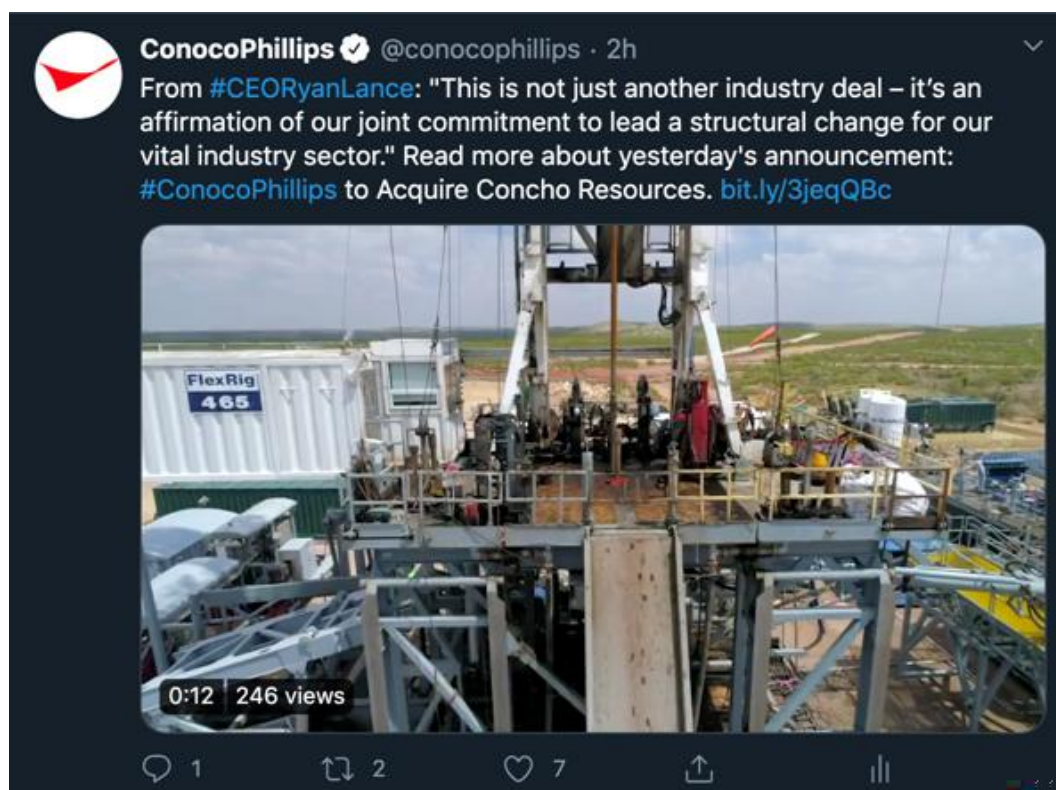 ConocoPhillips @conocophillips · 2h
From #CEORyanLance: "This is not just another industry deal – it's an
affirmation of our joint commitment to lead a structural change for our
vital industry sector." Read more about yesterday's announcement:
#ConocoPhillips to Acquire Concho Resources. bit.ly/3jeqQBc
FlexRig
465
0:12 246 views
1 2 7